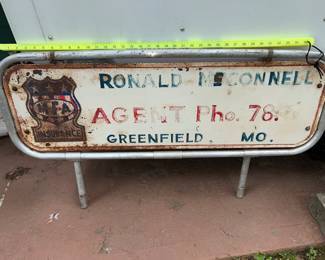 RONALD McCONNELL
MFA
INSURANCE
AGENT Pho. 78
GREENFIELD MO.